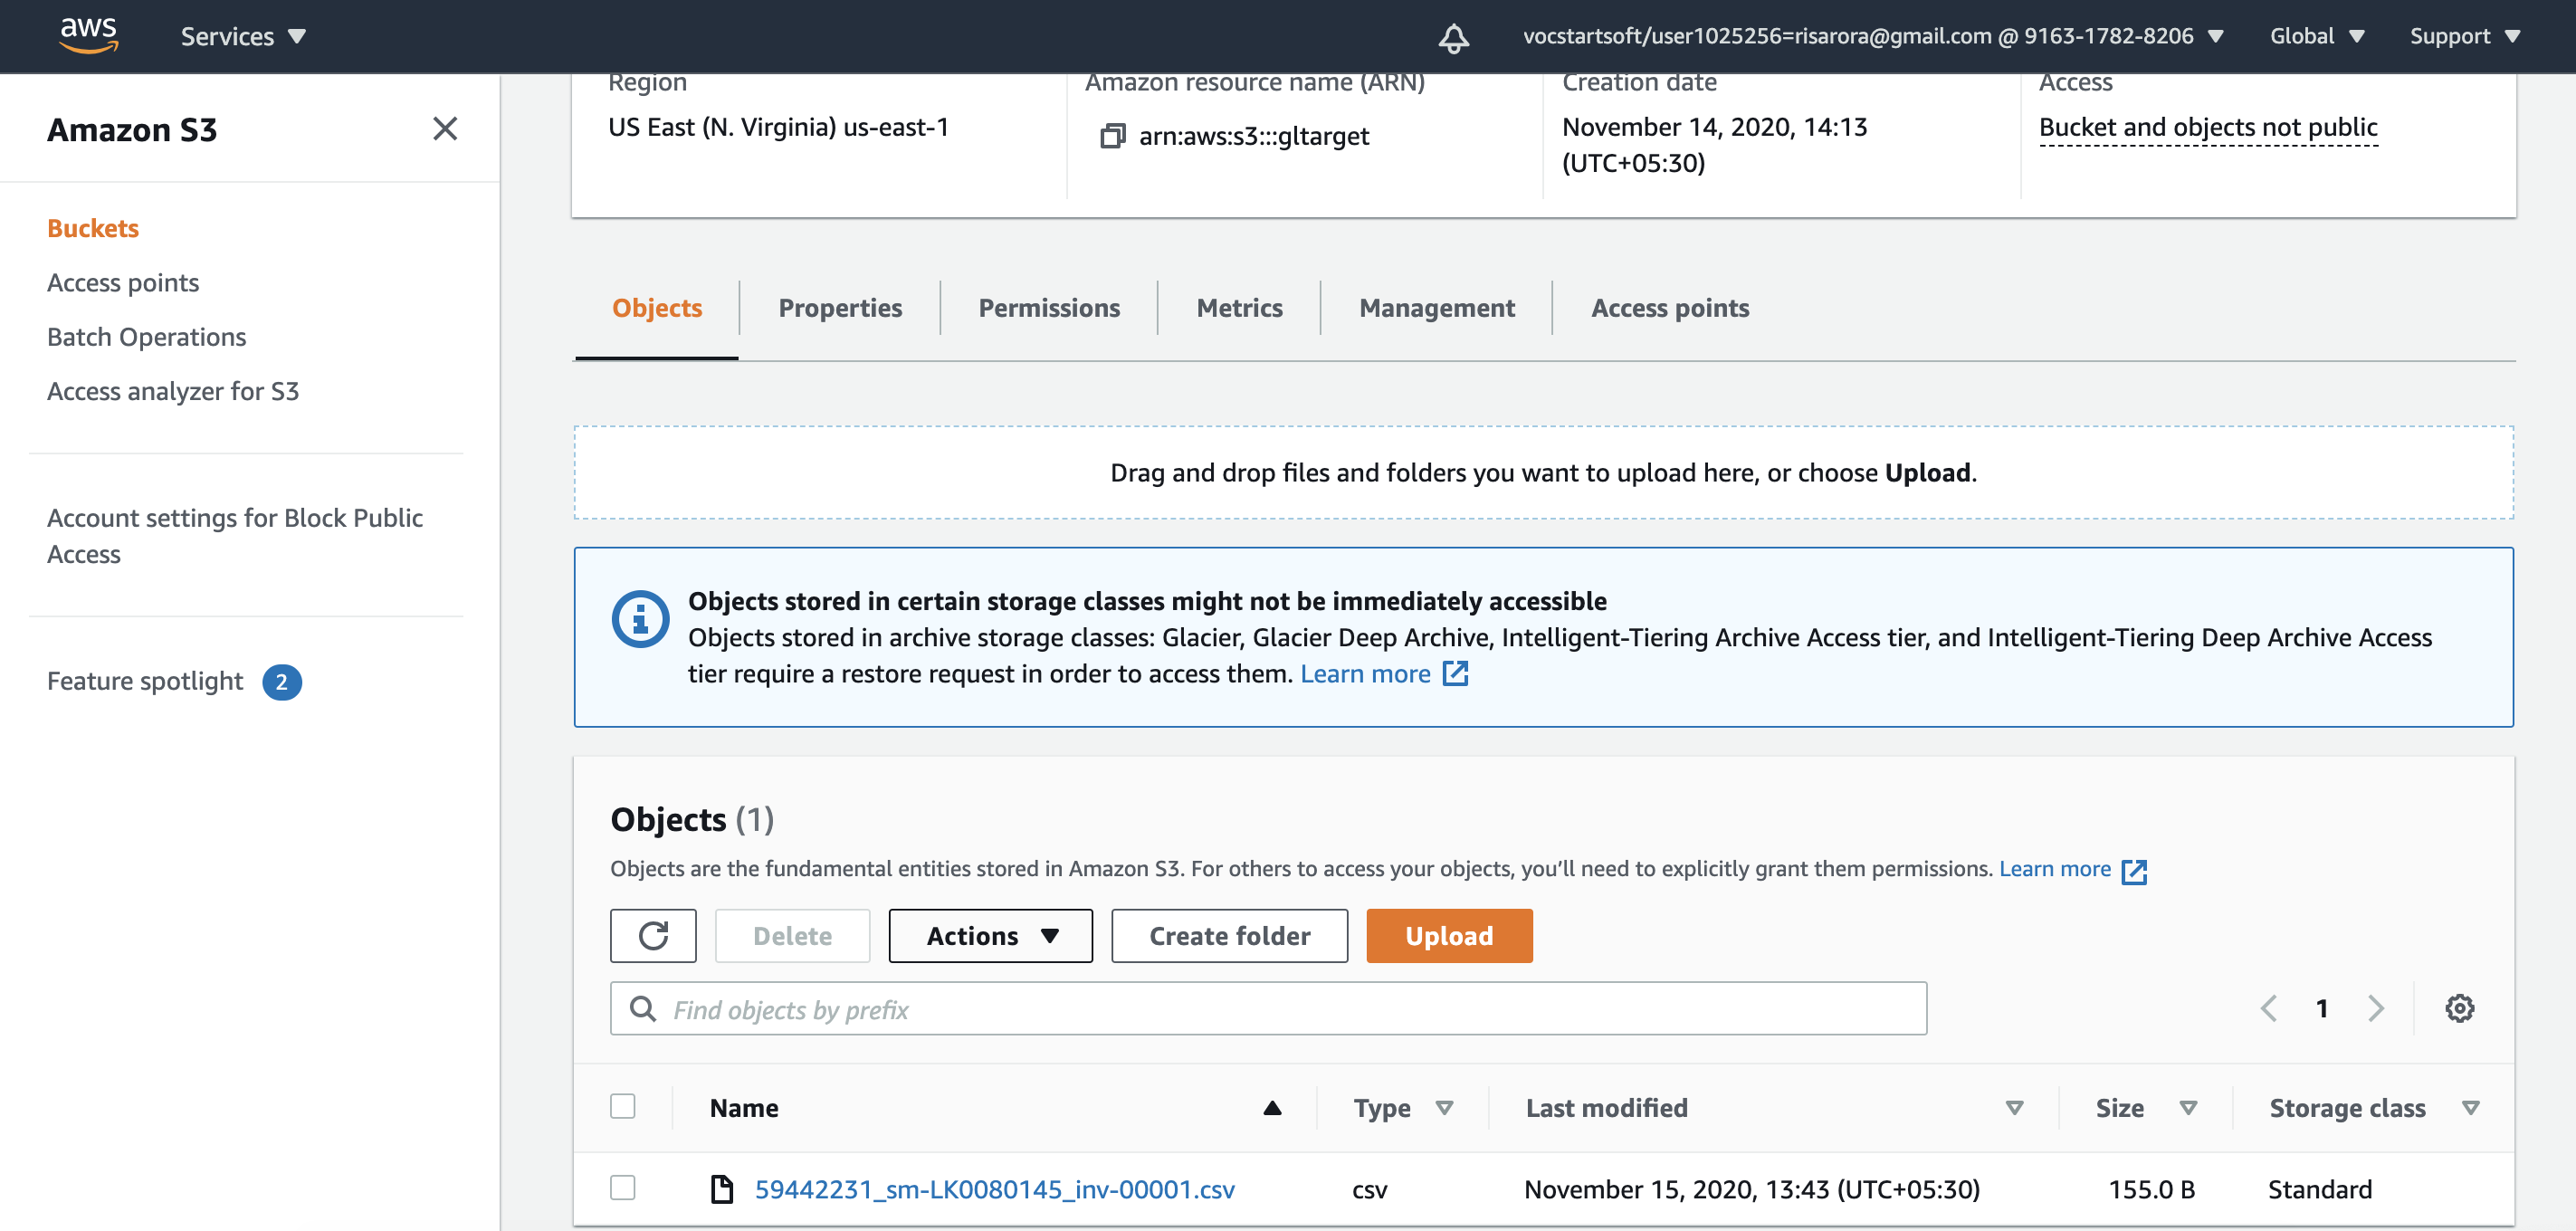 aws
Services
vocstartsoft/user1025256=risarora@gmail.com @ 9163-1782-8206
Global
Support
Amazon S3
Buckets
Access points
Batch Operations
Access analyzer for S3
Account settings for Block Public
Access
Feature spotlight 2
Region
US East (N. Virginia) us-east-1
Amazon resource name (ARN)
arn:aws:s3:::gltarget
Creation date
November 14, 2020, 14:13
(UTC+05:30)
Access
Bucket and objects not public
Objects
Properties
Permissions
Metrics
Management
Access points
Drag and drop files and folders you want to upload here, or choose Upload.
Objects stored in certain storage classes might not be immediately accessible
Objects stored in archive storage classes: Glacier, Glacier Deep Archive, Intelligent-Tiering Archive Access tier, and Intelligent-Tiering Deep Archive Access
tier require a restore request in order to access them. Learn more
Objects (1)
Objects are the fundamental entities stored in Amazon S3. For others to access your objects, you’ll need to explicitly grant them permissions. Learn more
Delete
Actions
Create folder
Upload
Find objects by prefix
1
Name
Type
Last modified
Size
Storage class
59442231_sm-LK0080145_inv-00001.csv
csv
November 15, 2020, 13:43 (UTC+05:30)
155.0 B
Standard